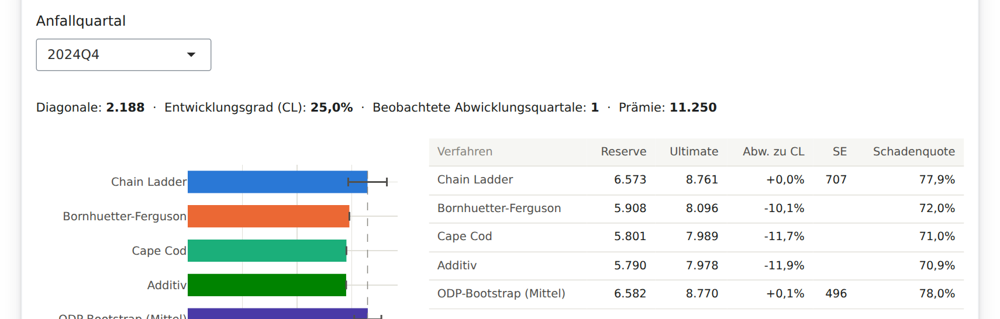 Anfallquartal
2024Q4
Diagonale: 2.188 · Entwicklungsgrad (CL): 25,0% · Beobachtete Abwicklungsquartale: 1 · Prämie: 11.250
Chain Ladder
Bornhuetter-Ferguson
Cape Cod
Additiv
ODP-Bootstrap (Mittel)
Verfahren Reserve Ultimate Abw. zu CL SE Schadenquote
Chain Ladder 6.573 8.761 +0,0% 707 77,9%
Bornhuetter-Ferguson 5.908 8.096 -10,1% 72,0%
Cape Cod 5.801 7.989 -11,7% 71,0%
Additiv 5.790 7.978 -11,9% 70,9%
ODP-Bootstrap (Mittel) 6.582 8.770 +0,1% 496 78,0%